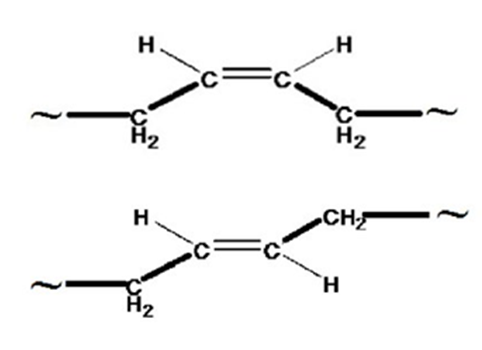 H H
C C
~ C C ~
H₂ H₂
H CH₂ ~
C C
~ C H
H₂